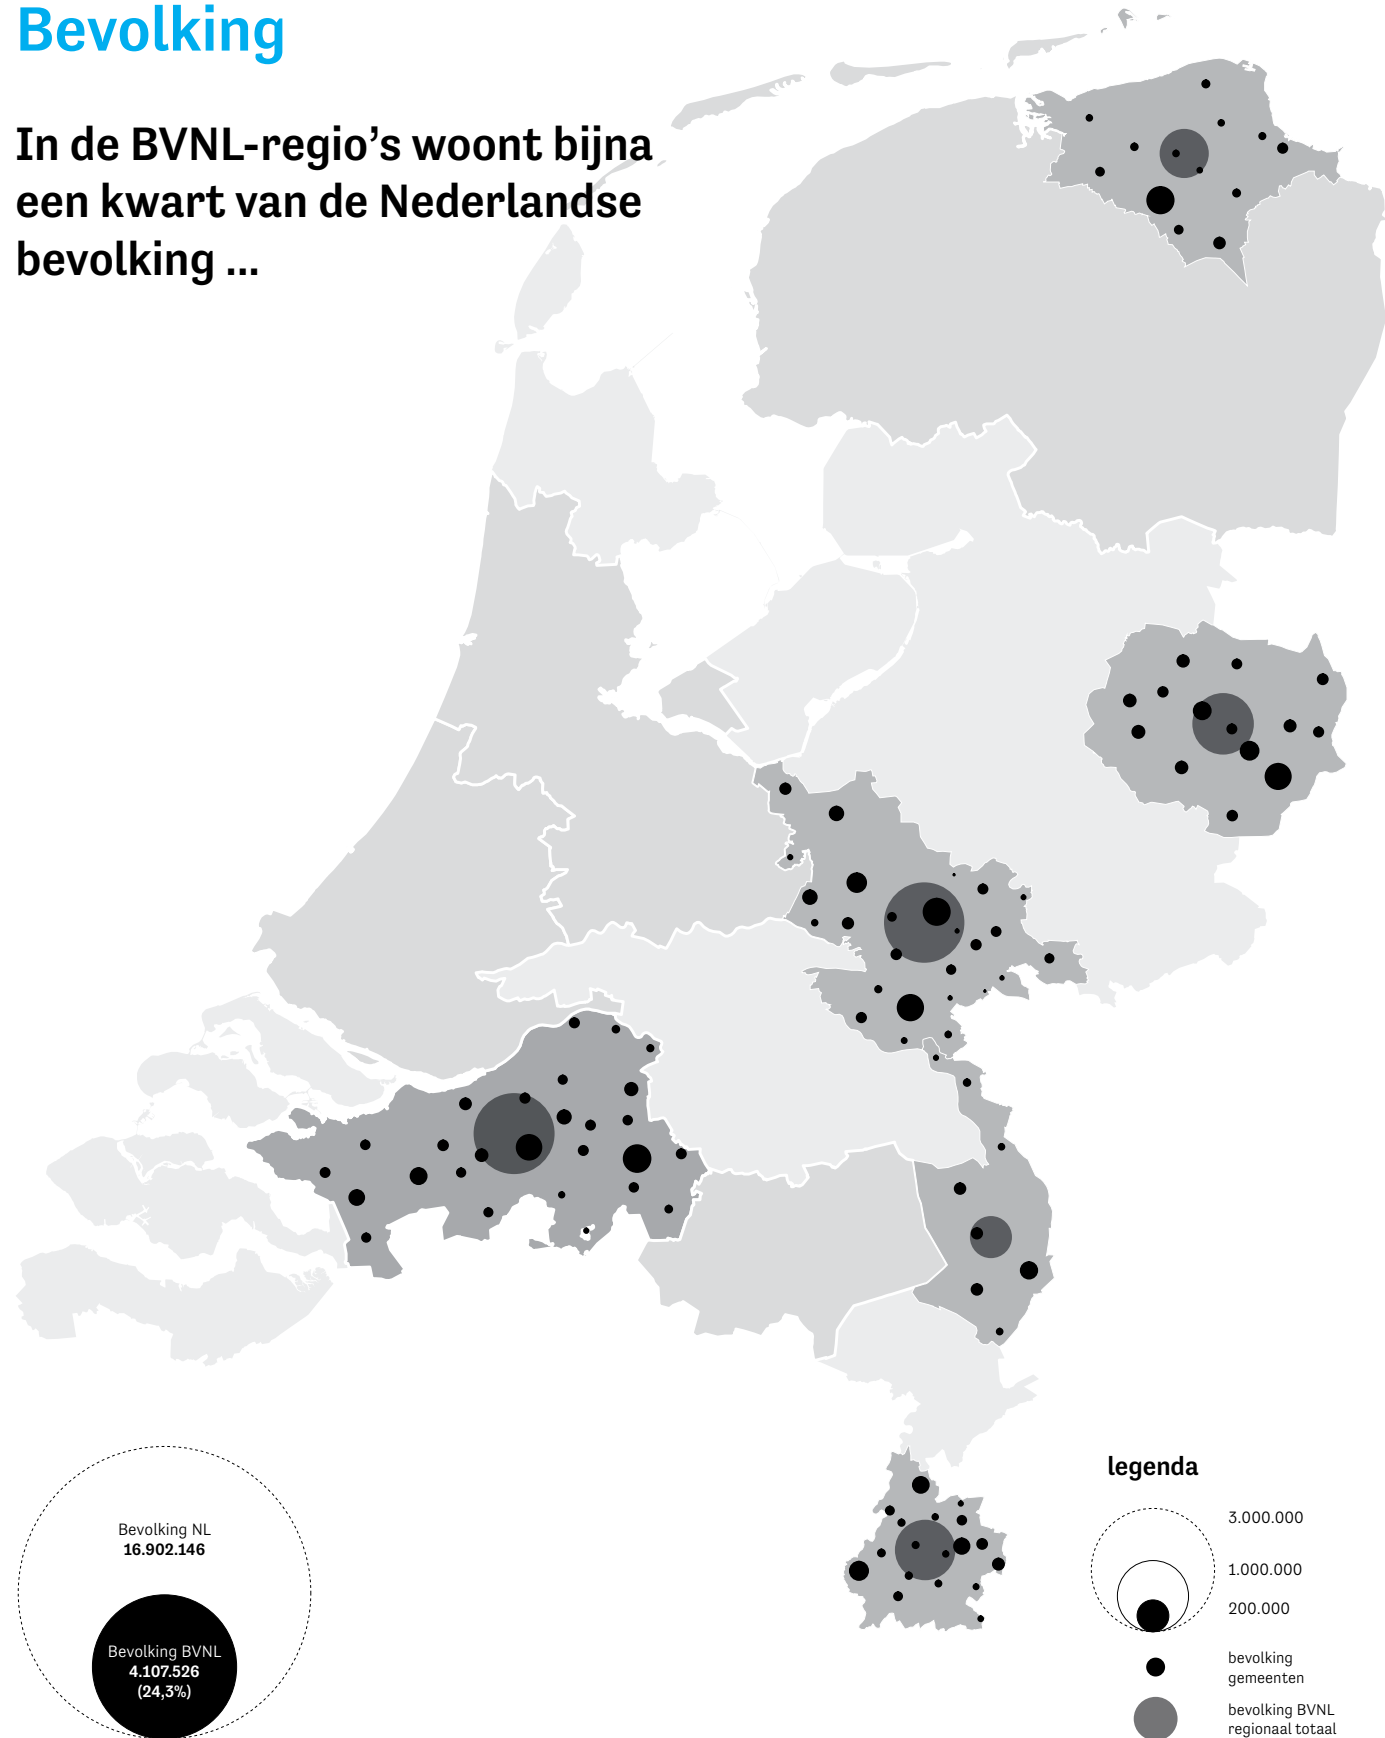 Bevolking
In de BVNL-regio’s woont bijna
een kwart van de Nederlandse
bevolking ...
Bevolking NL
16.902.146
Bevolking BVNL
4.107.526
(24,3%)
legenda
3.000.000
1.000.000
200.000
bevolking
gemeenten
bevolking BVNL
regionaal totaal